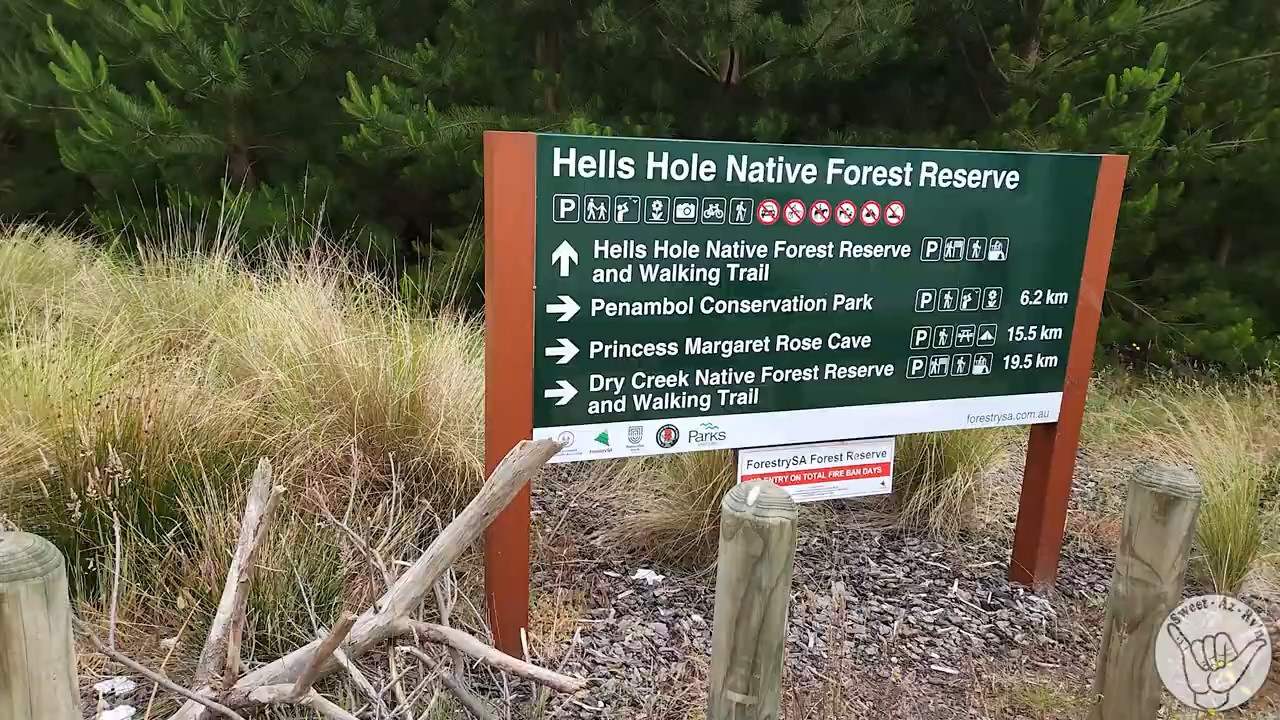 Hells Hole Native Forest Reserve
P
Hells Hole Native Forest Reserve P
and Walking Trail
Penambol Conservation Park P 6.2 km
Princess Margaret Rose Cave P 15.5 km
Dry Creek Native Forest Reserve P 19.5 km
and Walking Trail
forestrysa.com.au
ForestrySA Parks
ForestrySA Forest Reserve
NO ENTRY ON TOTAL FIRE BAN DAYS
Sweet